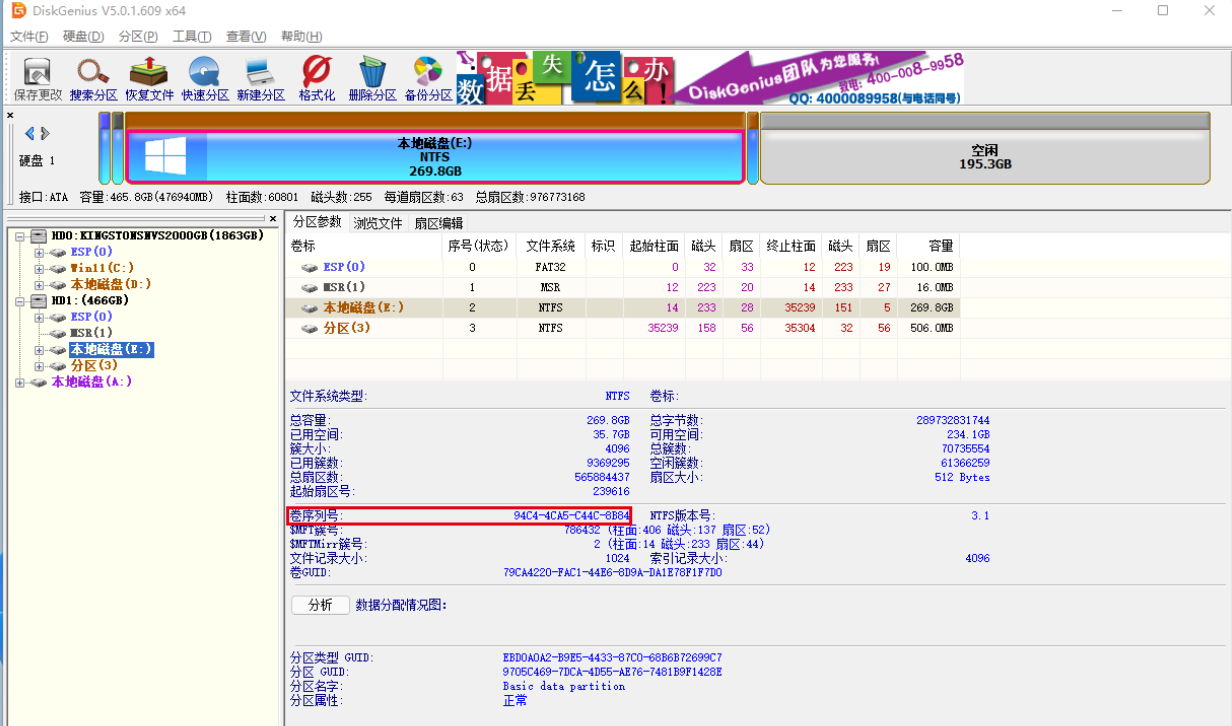 DiskGenius V5.0.1.609 x64
文件(F) 硬盘(D) 分区(P) 工具(T) 查看(V) 帮助(H)
保存更改 搜索分区 恢复文件 快速分区 新建分区 格式化 删除分区 备份分区
数据丢失怎么办!
DiskGenius团队为您服务!
致电: 400-008-9958
QQ: 4000089958(与电话同号)
硬盘 1
本地磁盘(E:)
NTFS
269.8GB
空闲
195.3GB
接口:ATA 容量:465.8GB(476940MB) 柱面数:60801 磁头数:255 每道扇区数:63 总扇区数:976773168
HD0:KINGSTONSNVS2000GB(1863GB)
ESP(0)
Win11(C:)
本地磁盘(D:)
HD1:(466GB)
ESP(0)
MSR(1)
本地磁盘(E:)
分区(3)
本地磁盘(A:)
分区参数 浏览文件 扇区编辑
卷标 序号(状态) 文件系统 标识 起始柱面 磁头 扇区 终止柱面 磁头 扇区 容量
ESP(0) 0 FAT32 0 32 33 12 223 19 100.0MB
MSR(1) 1 MSR 12 223 20 14 233 27 16.0MB
本地磁盘(E:) 2 NTFS 14 233 28 35239 151 5 269.8GB
分区(3) 3 NTFS 35239 158 56 35304 32 56 506.0MB
文件系统类型: NTFS 卷标:
总容量: 269.8GB 总字节数: 289732831744
已用空间: 35.7GB 可用空间: 234.1GB
簇大小: 4096 总簇数: 70735554
已用簇数: 9369295 空闲簇数: 61366259
总扇区数: 565884437 扇区大小: 512 Bytes
起始扇区号: 239616
卷序列号: 94C4-4CA5-C44C-8B84 NTFS版本号: 3.1
$MFT簇号: 786432 (柱面:406 磁头:137 扇区:52)
$MFTMirr簇号: 2 (柱面:14 磁头:233 扇区:44)
文件记录大小: 1024 索引记录大小: 4096
卷GUID: 79CA4220-FAC1-44E6-8D9A-DA1E78F1F7D0
分析 数据分配情况图:
分区类型 GUID: EBD0A0A2-B9E5-4433-87C0-68B6B72699C7
分区 GUID: 9705C469-7DCA-4D55-AE76-7481B9F1428E
分区名字: Basic data partition
分区属性: 正常